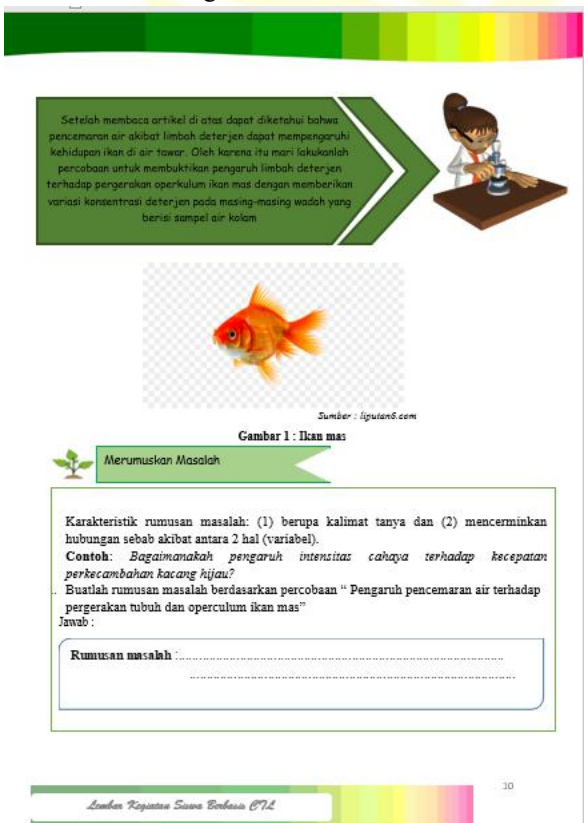 Setelah membaca artikel di atas dapat diketahui bahwa
pencemaran air akibat limbah deterjen dapat mempengaruhi
kehidupan ikan di air tawar. Oleh karena itu mari lakukanlah
percobaan untuk membuktikan pengaruh limbah deterjen
terhadap pergerakan operkulum ikan mas dengan memberikan
variasi konsentrasi deterjen pada masing-masing wadah yang
berisi sampel air kolam
Sumber : liputan6.com
Gambar 1 : Ikan mas
Merumuskan Masalah
Karakteristik rumusan masalah: (1) berupa kalimat tanya dan (2) mencerminkan
hubungan sebab akibat antara 2 hal (variabel).
Contoh: Bagaimanakah pengaruh intensitas cahaya terhadap kecepatan
perkecambahan kacang hijau?
Buatlah rumusan masalah berdasarkan percobaan “ Pengaruh pencemaran air terhadap
pergerakan tubuh dan operculum ikan mas”
Jawab :
Rumusan masalah :....................................................................................................
....................................................................................................
10
Lembar Kegiatan Siswa Berbasis CTL